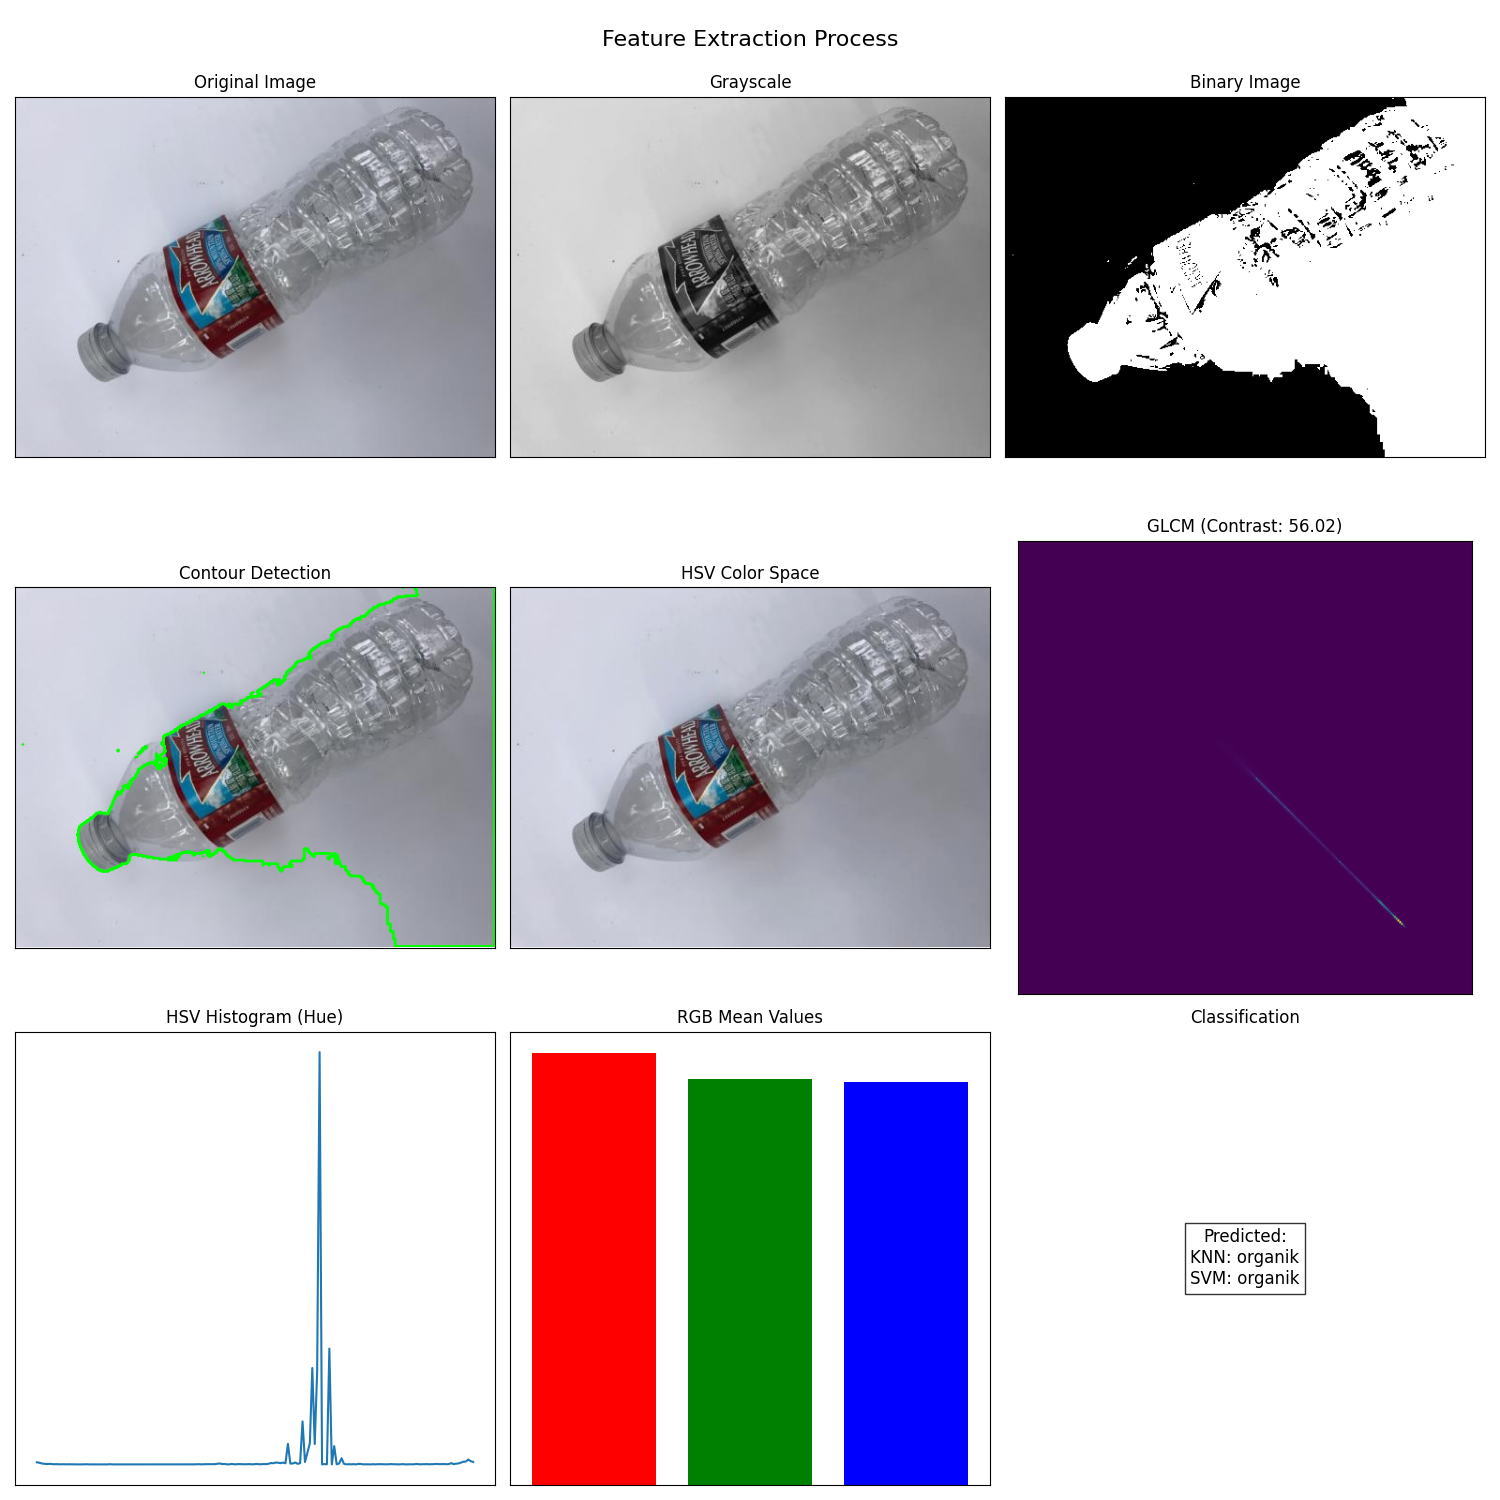 Feature Extraction Process
Original Image
Grayscale
Binary Image
ARROWHEAD
ARROWHEAD
Contour Detection
HSV Color Space
GLCM (Contrast: 56.02)
ARROWHEAD
ARROWHEAD
HSV Histogram (Hue)
RGB Mean Values
Classification
Predicted:
KNN: organik
SVM: organik